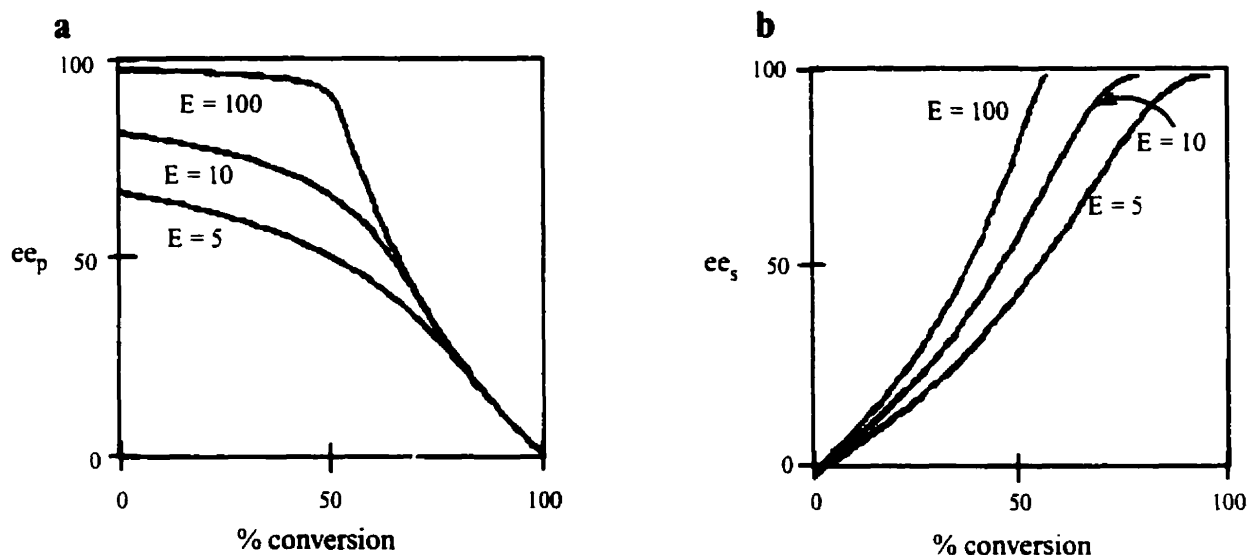 a
100
E = 100
E = 10
E = 5
ee_p
50
0
0 50 100
% conversion
b
100
E = 100
E = 10
E = 5
ee_s
50
0
0 50 100
% conversion